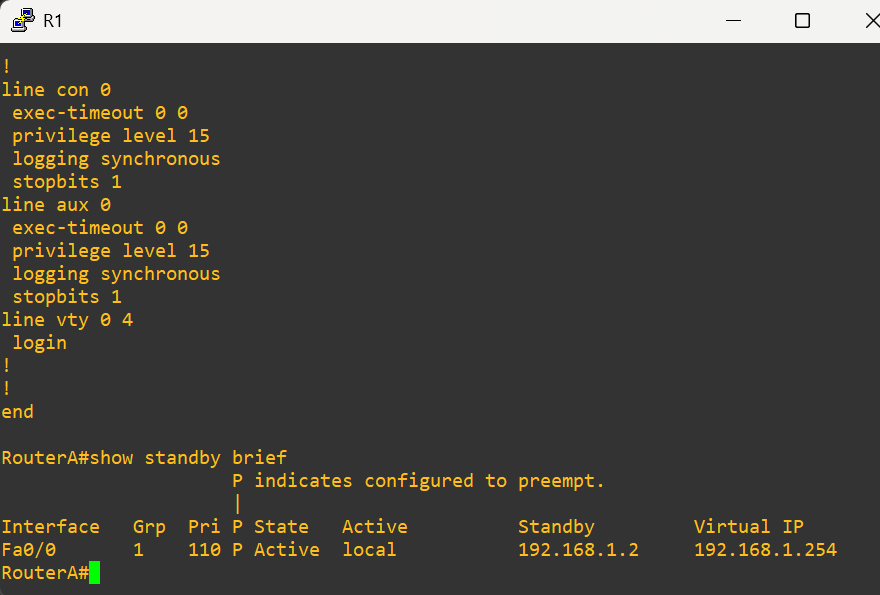 R1
!
line con 0
 exec-timeout 0 0
 privilege level 15
 logging synchronous
 stopbits 1
line aux 0
 exec-timeout 0 0
 privilege level 15
 logging synchronous
 stopbits 1
line vty 0 4
 login
!
!
end

RouterA#show standby brief
                     P indicates configured to preempt.
                     |
Interface   Grp  Pri P State   Active          Standby         Virtual IP
Fa0/0       1    110 P Active  local           192.168.1.2     192.168.1.254
RouterA#